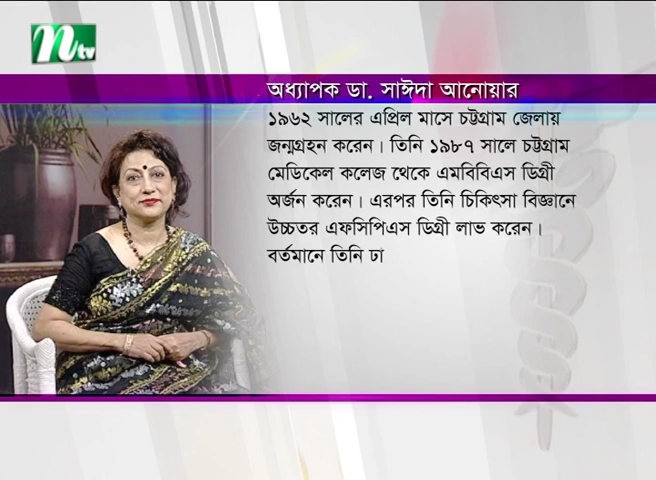 ntv
অধ্যাপক ডা. সাঈদা আনোয়ার
১৯৬২ সালের এপ্রিল মাসে চট্টগ্রাম জেলায়
জন্মগ্রহন করেন। তিনি ১৯৮৭ সালে চট্টগ্রাম
মেডিকেল কলেজ থেকে এমবিবিএস ডিগ্রী
অর্জন করেন। এরপর তিনি চিকিৎসা বিজ্ঞানে
উচ্চতর এফসিপিএস ডিগ্রী লাভ করেন।
বর্তমানে তিনি ঢা